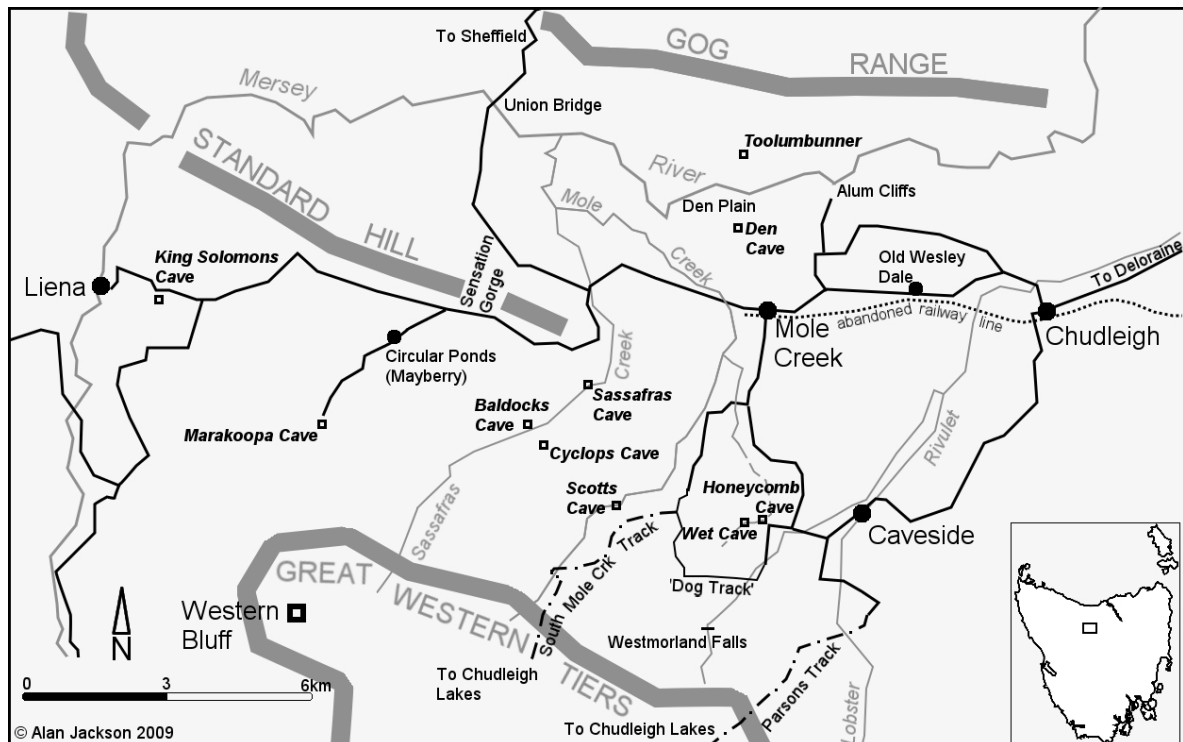 To Sheffield
GOG
RANGE
Mersey
Union Bridge
Toolumbunner
River
STANDARD
HILL
Mole
Creek
Den Plain
Alum Cliffs
Den
Cave
King Solomons
Cave
Sensation
Gorge
Old Wesley
Dale
To Deloraine
Liena
Mole
Creek
abandoned railway line
Chudleigh
Circular Ponds
(Mayberry)
Creek
Sassafras
Cave
Baldocks
Cave
Marakoopa Cave
Cyclops Cave
Rivulet
Scotts
Cave
Honeycomb
Cave
Wet Cave
Caveside
Sassafras
South Mole Crk Track
'Dog Track'
GREAT
WESTERN
TIERS
Western
Bluff
Westmorland Falls
N
To Chudleigh
Lakes
Parsons Track
0 3 6km
To Chudleigh Lakes
Lobster
© Alan Jackson 2009